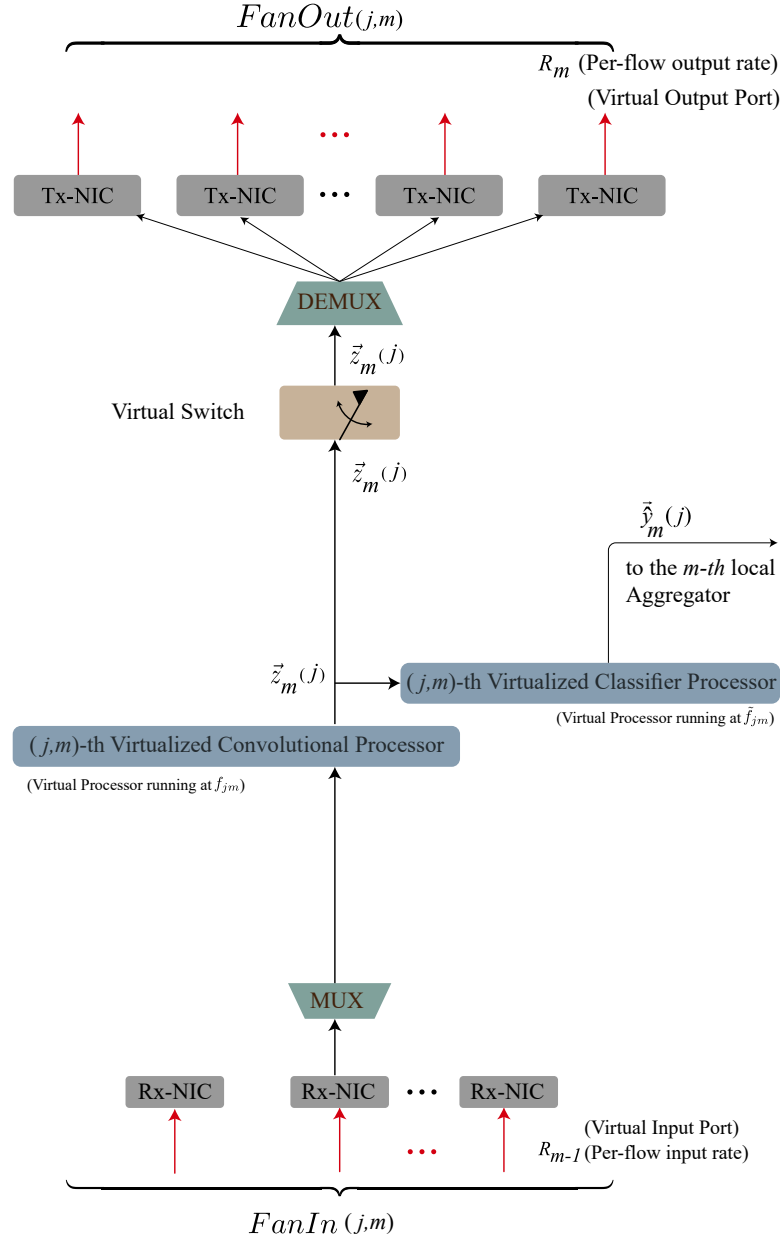 FanOut(j,m)
R_m (Per-flow output rate)
(Virtual Output Port)
Tx-NIC Tx-NIC ••• Tx-NIC Tx-NIC
DEMUX
z⃗_m(j)
Virtual Switch
z⃗_m(j)
ŷ⃗_m(j)
to the m-th local
Aggregator
z⃗_m(j)
(j,m)-th Virtualized Classifier Processor
(Virtual Processor running at f̃_jm)
(j,m)-th Virtualized Convolutional Processor
(Virtual Processor running at f_jm)
MUX
Rx-NIC Rx-NIC ••• Rx-NIC
(Virtual Input Port)
R_m-1 (Per-flow input rate)
FanIn (j,m)